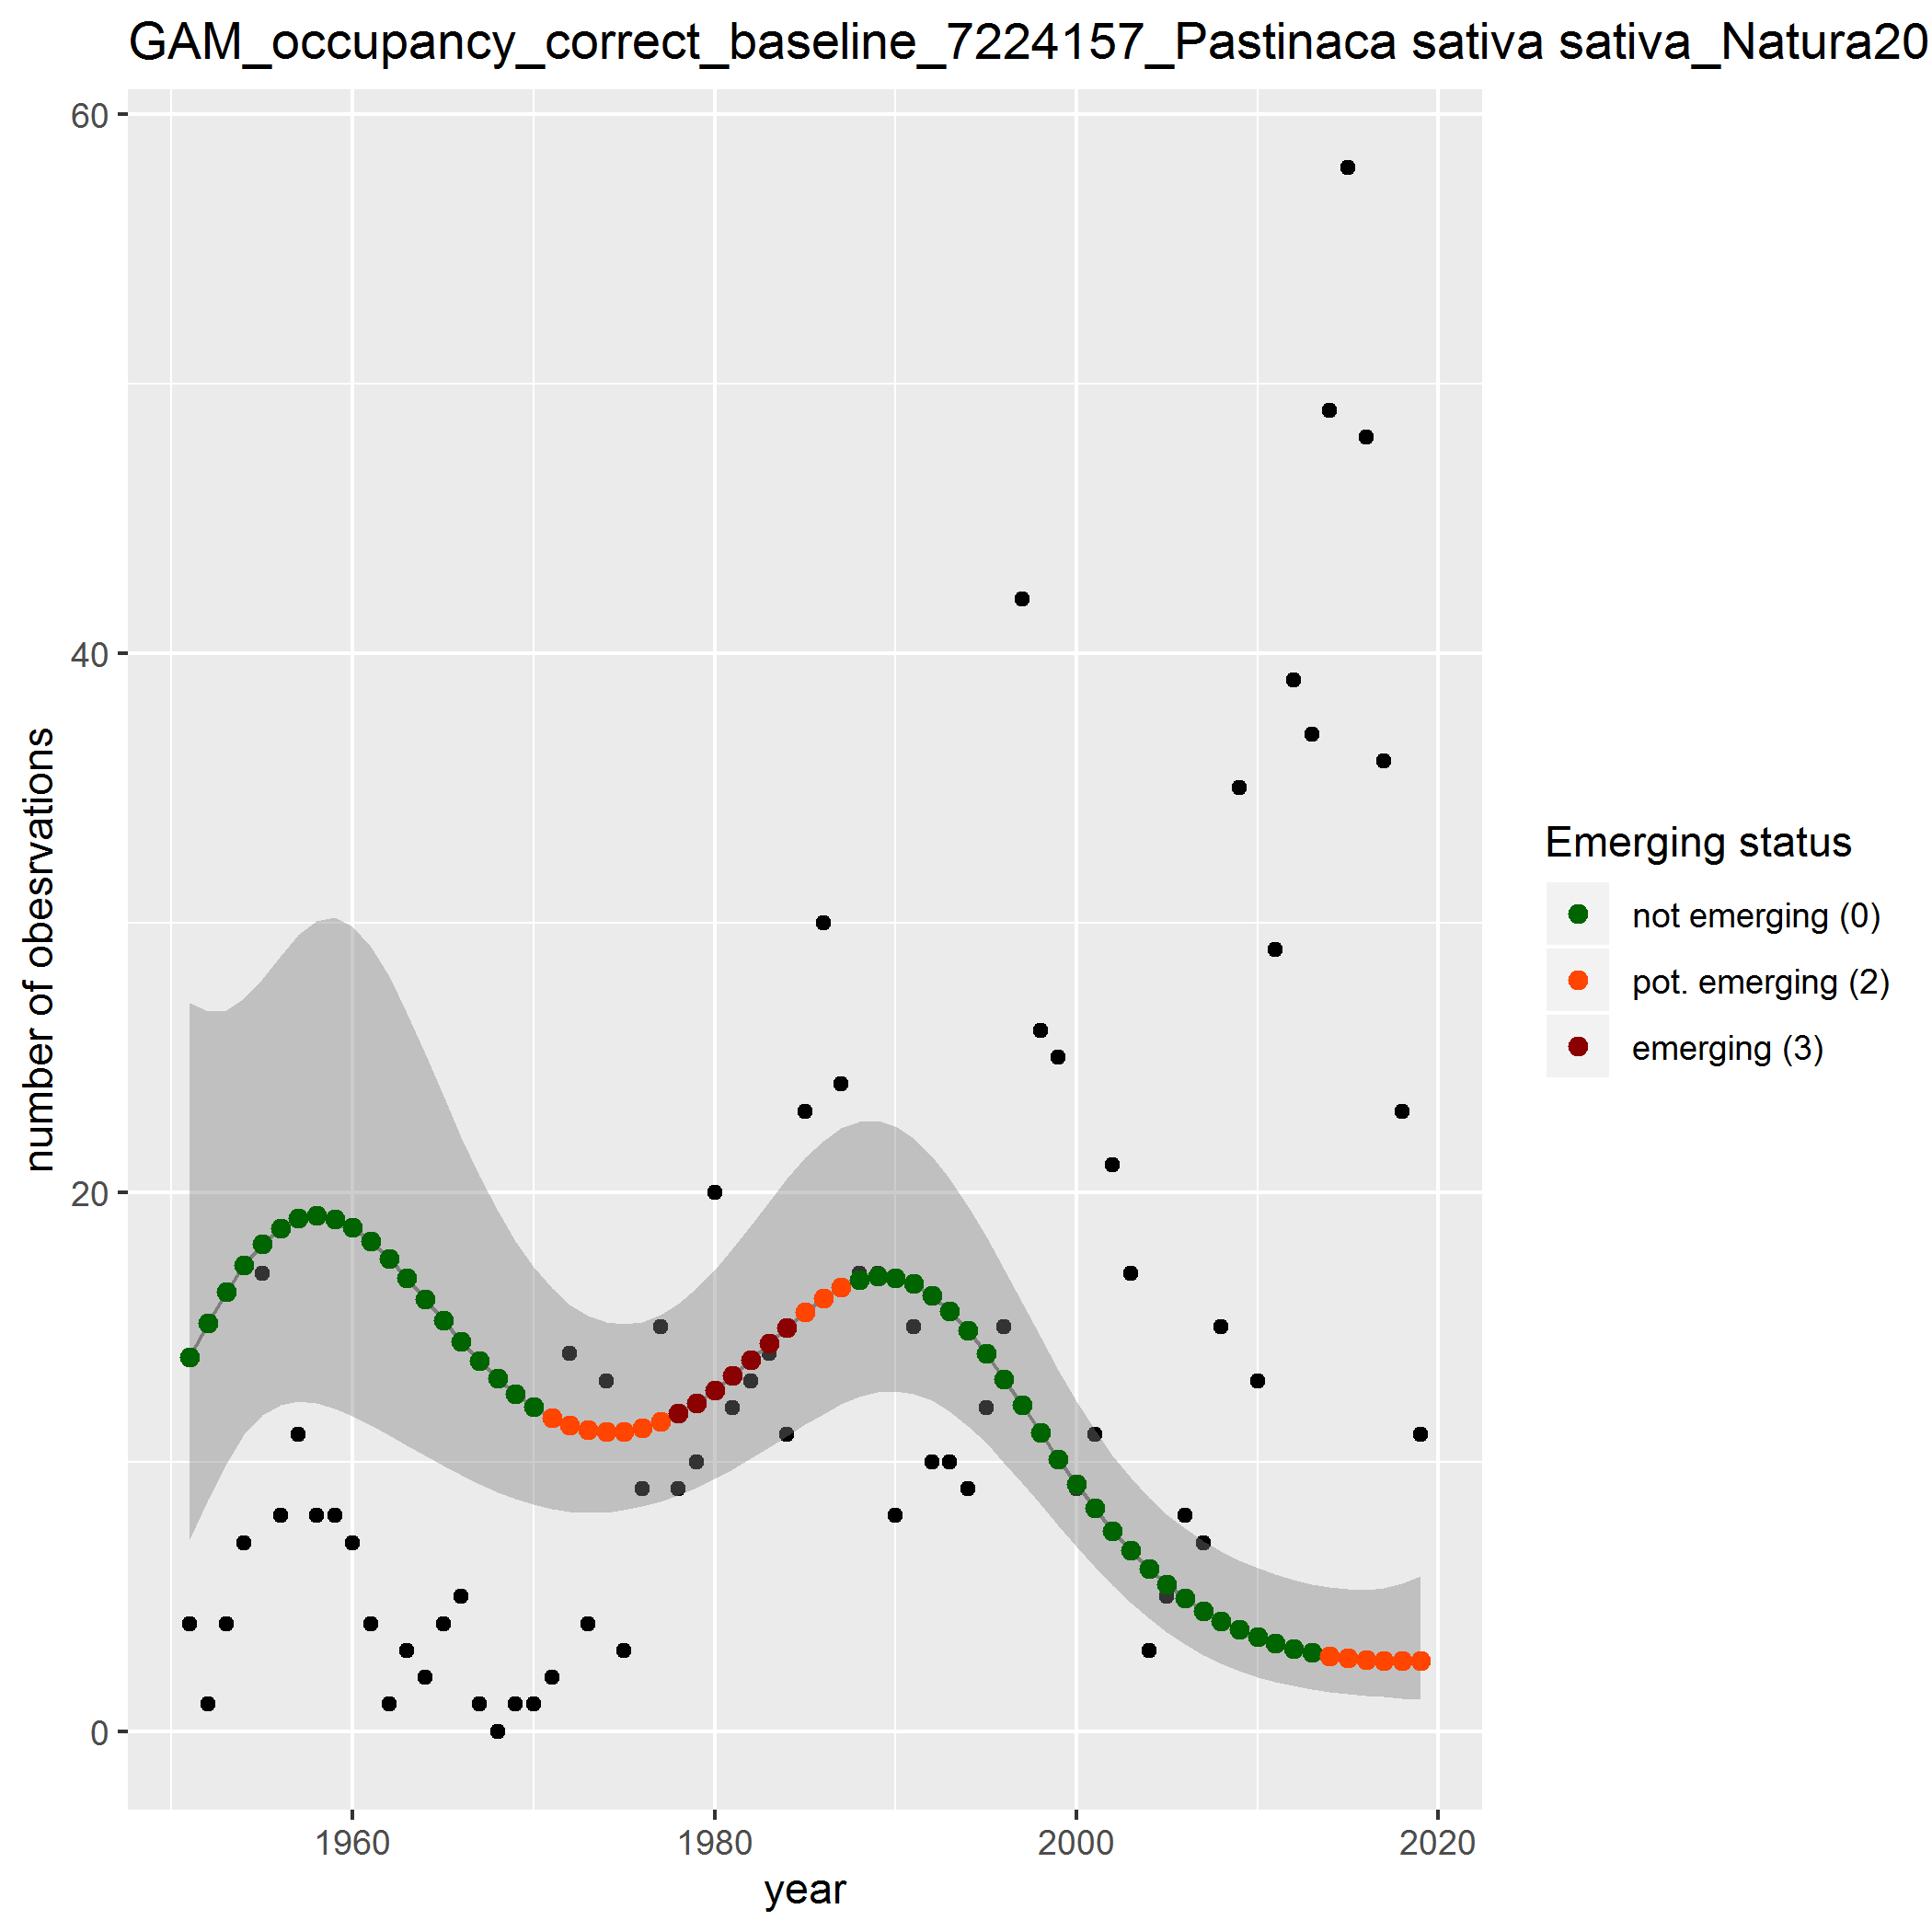 GAM_occupancy_correct_baseline_7224157_Pastinaca sativa sativa_Natura20
60
40
20
0
number of obesrvations
1960 1980 2000 2020
year
Emerging status
not emerging (0)
pot. emerging (2)
emerging (3)